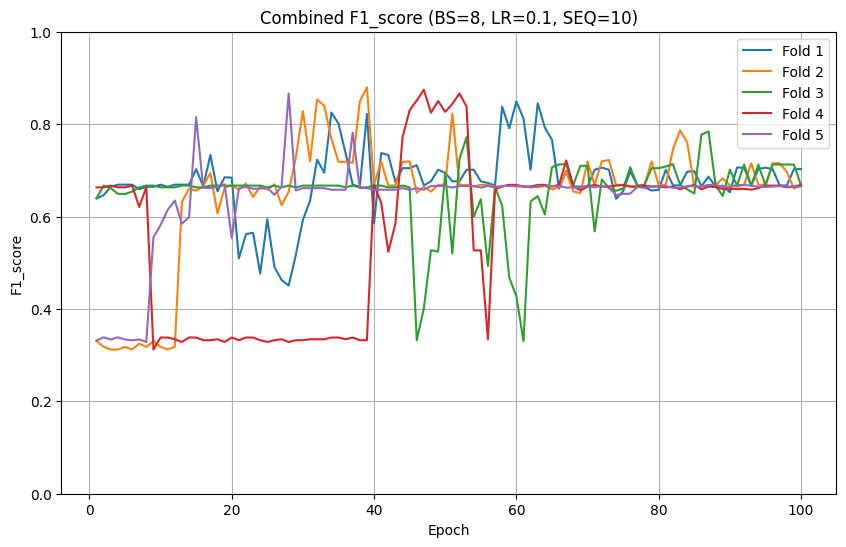 Combined F1_score (BS=8, LR=0.1, SEQ=10)
1.0
0.8
0.6
0.4
0.2
0.0
F1_score
Fold 1
Fold 2
Fold 3
Fold 4
Fold 5
0 20 40 60 80 100
Epoch